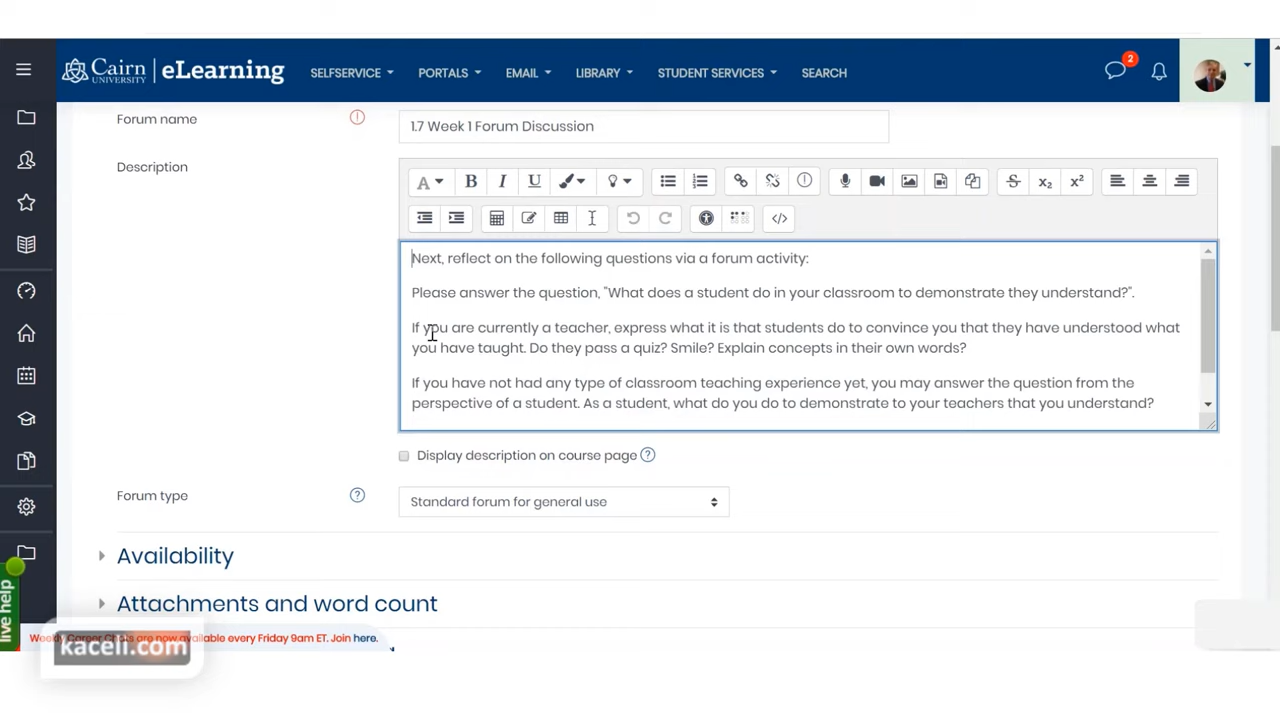 Cairn UNIVERSITY | eLearning SELFSERVICE PORTALS EMAIL LIBRARY STUDENT SERVICES SEARCH 2
Forum name 1.7 Week 1 Forum Discussion
Description
A B I U
Next, reflect on the following questions via a forum activity:
Please answer the question, "What does a student do in your classroom to demonstrate they understand?".
If you are currently a teacher, express what it is that students do to convince you that they have understood what
you have taught. Do they pass a quiz? Smile? Explain concepts in their own words?
If you have not had any type of classroom teaching experience yet, you may answer the question from the
perspective of a student. As a student, what do you do to demonstrate to your teachers that you understand?
Display description on course page
Forum type Standard forum for general use
Availability
Attachments and word count
live help
Weekly Career Chats are now available every Friday 9am ET. Join here.
kaceli.com